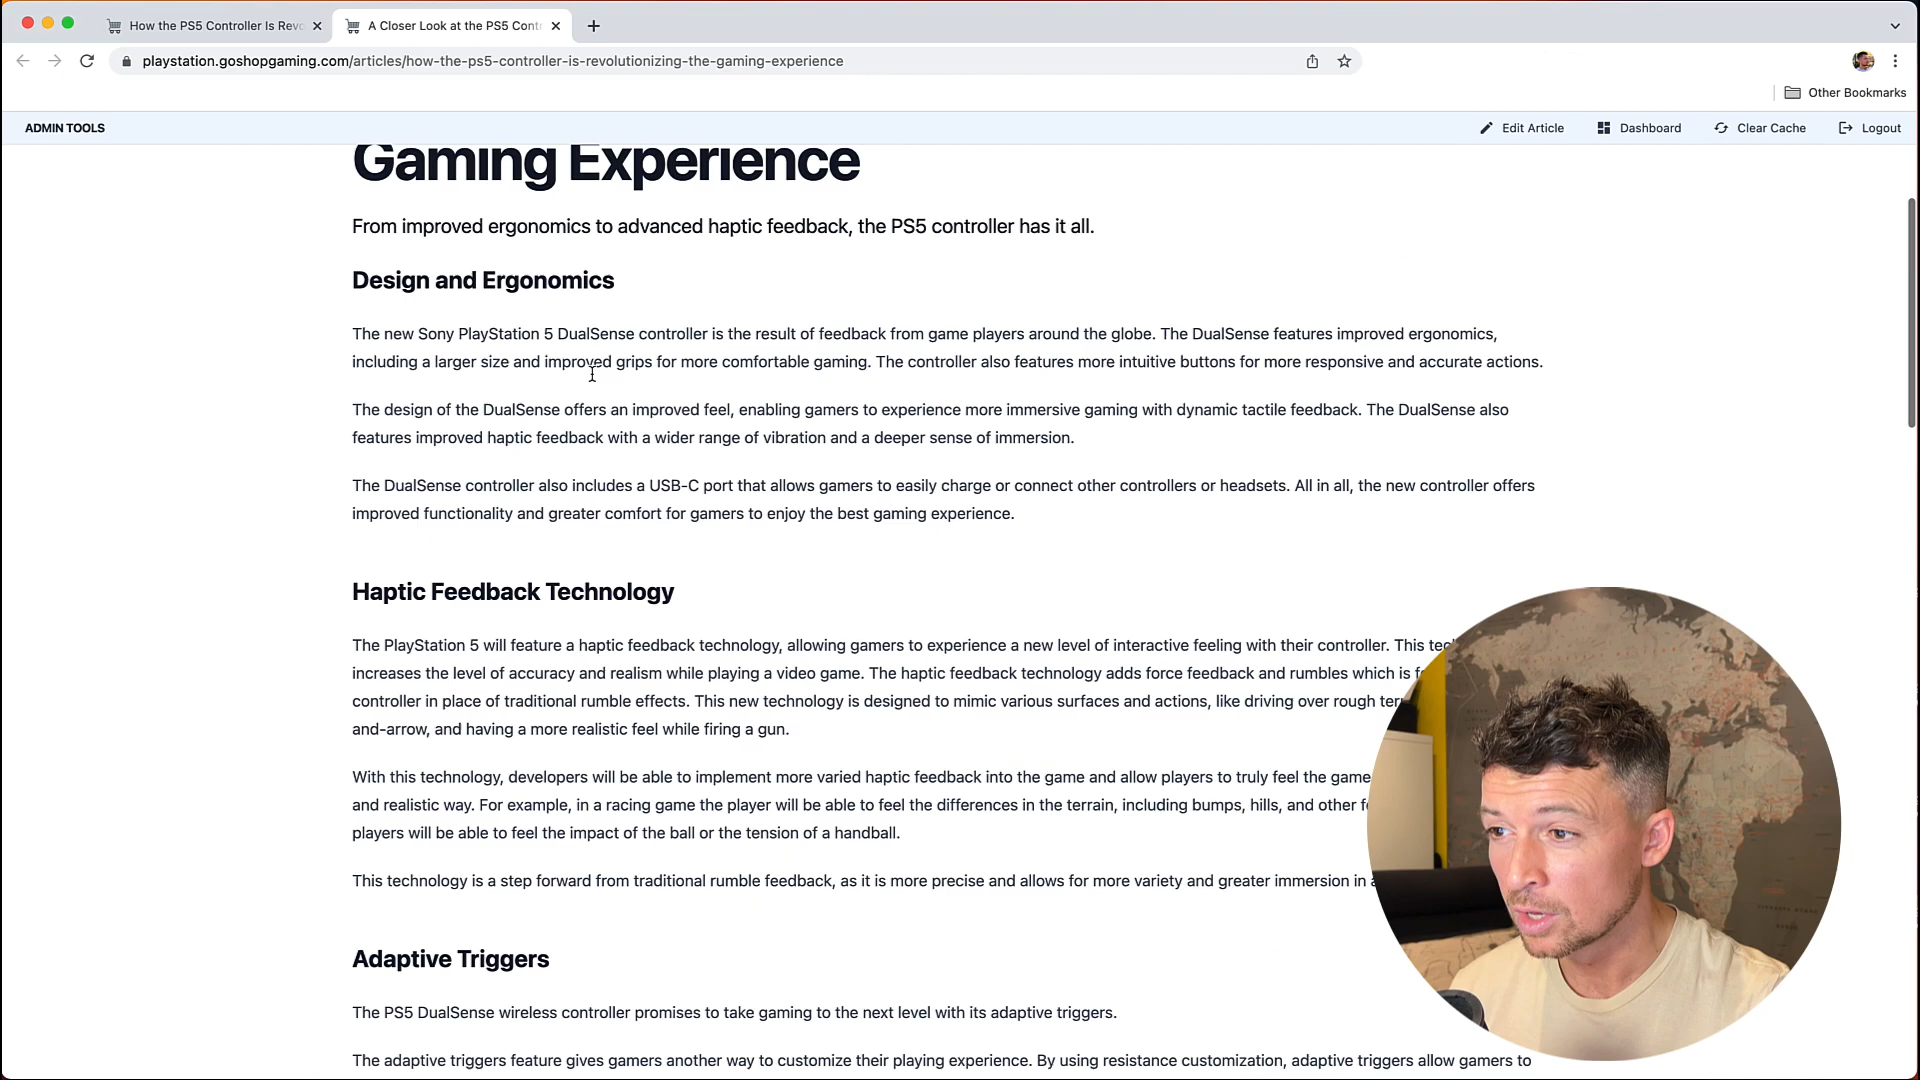 How the PS5 Controller Is Revo
A Closer Look at the PS5 Cont
playstation.goshopgaming.com/articles/how-the-ps5-controller-is-revolutionizing-the-gaming-experience
Other Bookmarks
ADMIN TOOLS
Edit Article
Dashboard
Clear Cache
Logout
Gaming Experience
From improved ergonomics to advanced haptic feedback, the PS5 controller has it all.
Design and Ergonomics
The new Sony PlayStation 5 DualSense controller is the result of feedback from game players around the globe. The DualSense features improved ergonomics,
including a larger size and improved grips for more comfortable gaming. The controller also features more intuitive buttons for more responsive and accurate actions.
The design of the DualSense offers an improved feel, enabling gamers to experience more immersive gaming with dynamic tactile feedback. The DualSense also
features improved haptic feedback with a wider range of vibration and a deeper sense of immersion.
The DualSense controller also includes a USB-C port that allows gamers to easily charge or connect other controllers or headsets. All in all, the new controller offers
improved functionality and greater comfort for gamers to enjoy the best gaming experience.
Haptic Feedback Technology
The PlayStation 5 will feature a haptic feedback technology, allowing gamers to experience a new level of interactive feeling with their controller. This
increases the level of accuracy and realism while playing a video game. The haptic feedback technology adds force feedback and rumbles which is
controller in place of traditional rumble effects. This new technology is designed to mimic various surfaces and actions, like driving over rough
and-arrow, and having a more realistic feel while firing a gun.
With this technology, developers will be able to implement more varied haptic feedback into the game and allow players to truly feel the game
and realistic way. For example, in a racing game the player will be able to feel the differences in the terrain, including bumps, hills, and other
players will be able to feel the impact of the ball or the tension of a handball.
This technology is a step forward from traditional rumble feedback, as it is more precise and allows for more variety and greater immersion in
Adaptive Triggers
The PS5 DualSense wireless controller promises to take gaming to the next level with its adaptive triggers.
The adaptive triggers feature gives gamers another way to customize their playing experience. By using resistance customization, adaptive triggers allow gamers to